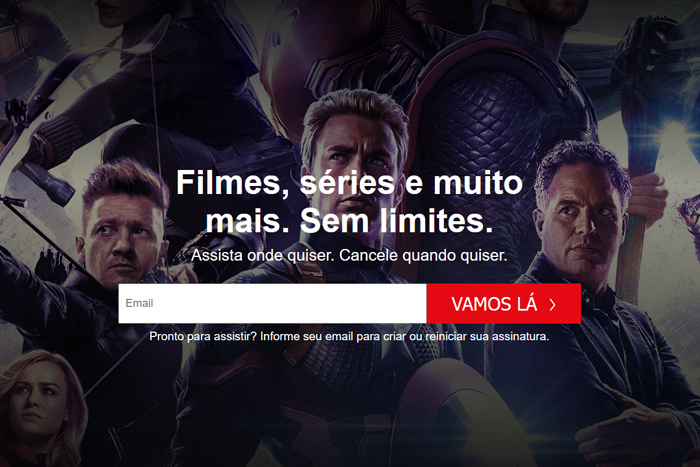 Filmes, séries e muito
mais. Sem limites.
Assista onde quiser. Cancele quando quiser.
Email
VAMOS LÁ
Pronto para assistir? Informe seu email para criar ou reiniciar sua assinatura.